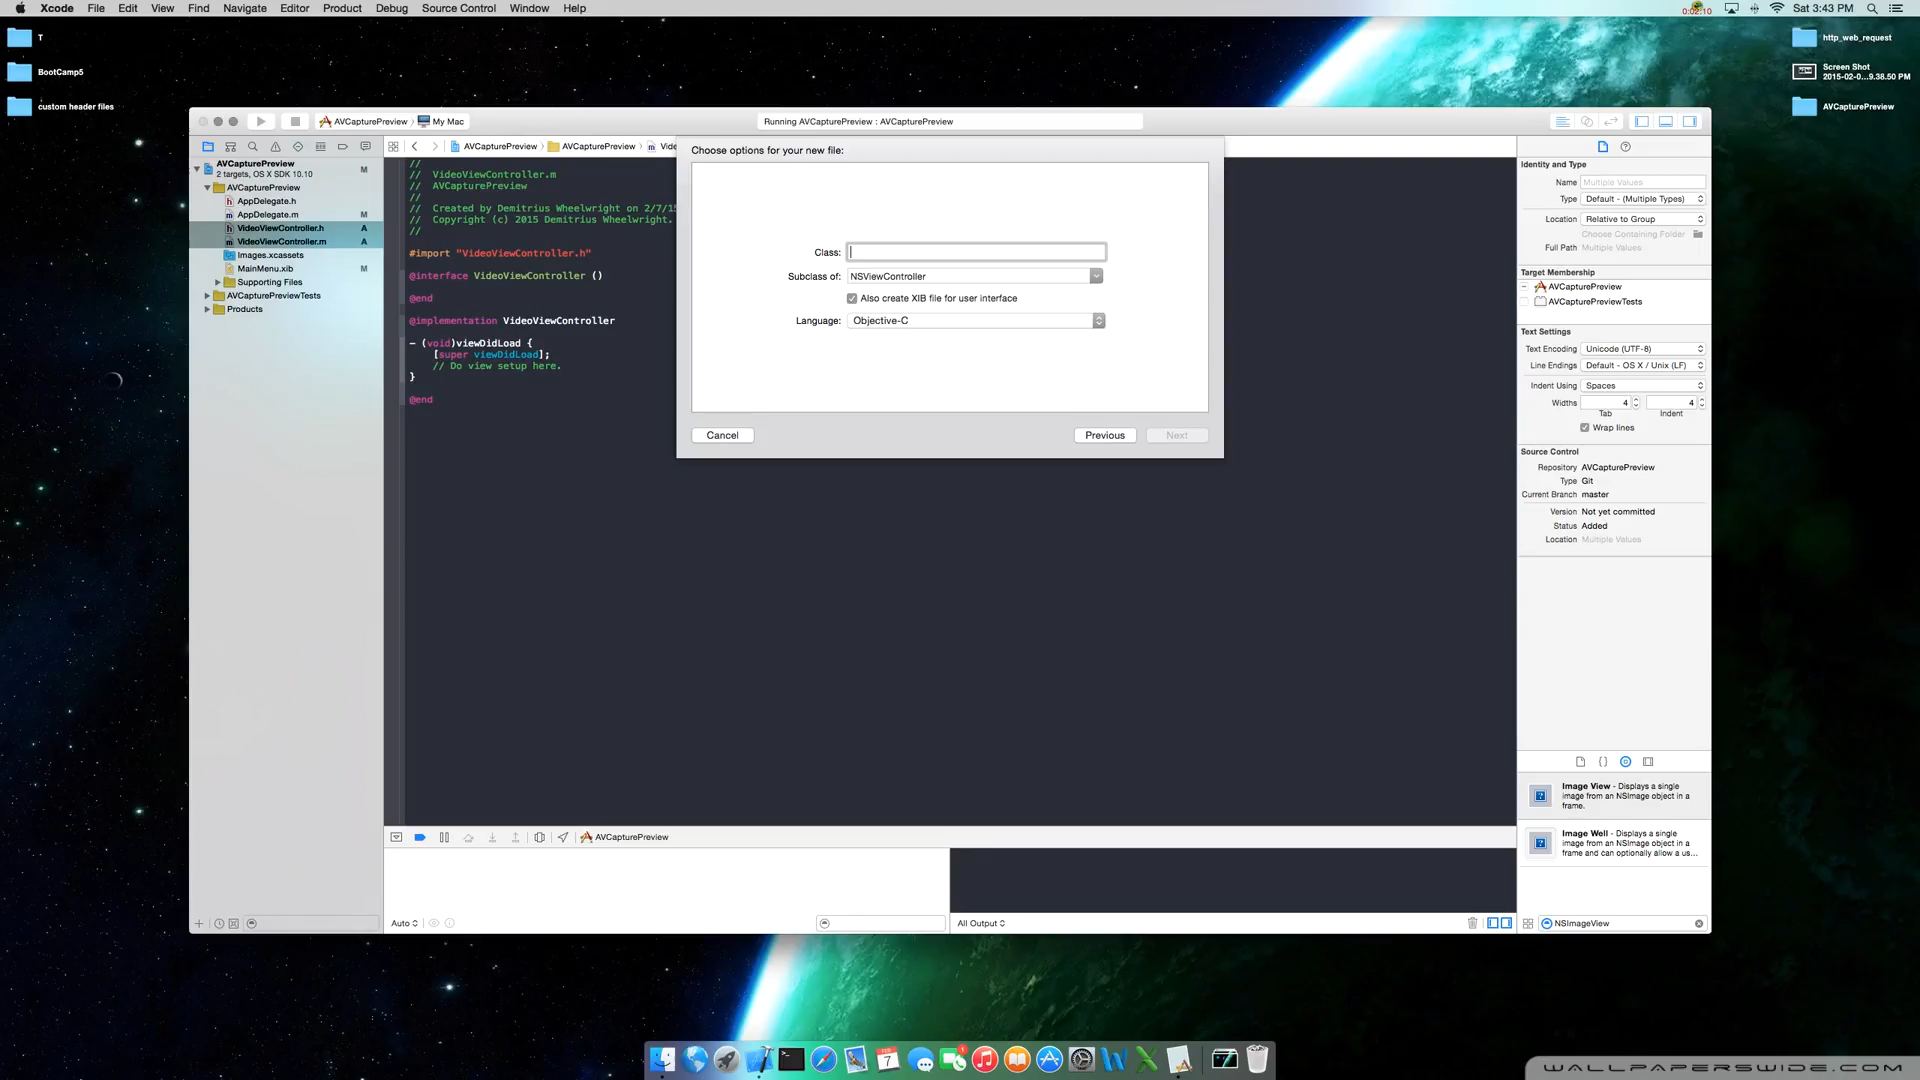 Xcode File Edit View Find Navigate Editor Product Debug Source Control Window Help
0:02:10 Sat 3:43 PM
T
BootCamp5
custom header files
http_web_request
Screen Shot
2015-02-0...9.38.50 PM
AVCapturePreview
AVCapturePreview 〉 My Mac
Running AVCapturePreview : AVCapturePreview
AVCapturePreview
2 targets, OS X SDK 10.10
M
AVCapturePreview
AppDelegate.h
AppDelegate.m M
VideoViewController.h A
VideoViewController.m A
Images.xcassets
MainMenu.xib M
Supporting Files
AVCapturePreviewTests
Products
AVCapturePreview 〉 AVCapturePreview 〉 m Vide
//
// VideoViewController.m
// AVCapturePreview
//
// Created by Demitrius Wheelwright on 2/7/15
// Copyright (c) 2015 Demitrius Wheelwright.
//
#import "VideoViewController.h"
@interface VideoViewController ()
@end
@implementation VideoViewController
- (void)viewDidLoad {
[super viewDidLoad];
// Do view setup here.
}
@end
Choose options for your new file:
Class:
Subclass of: NSViewController
Also create XIB file for user interface
Language: Objective-C
Cancel Previous Next
Identity and Type
Name Multiple Values
Type Default - (Multiple Types)
Location Relative to Group
Choose Containing Folder
Full Path Multiple Values
Target Membership
AVCapturePreview
AVCapturePreviewTests
Text Settings
Text Encoding Unicode (UTF-8)
Line Endings Default - OS X / Unix (LF)
Indent Using Spaces
Widths 4 4
Tab Indent
Wrap lines
Source Control
Repository AVCapturePreview
Type Git
Current Branch master
Version Not yet committed
Status Added
Location Multiple Values
{ }
Image View - Displays a single
image from an NSImage object in a
frame.
Image Well - Displays a single
image from an NSImage object in a
frame and can optionally allow a us...
AVCapturePreview
Auto
All Output
NSImageView
FEB
7
WALLPAPERSWIDE.COM